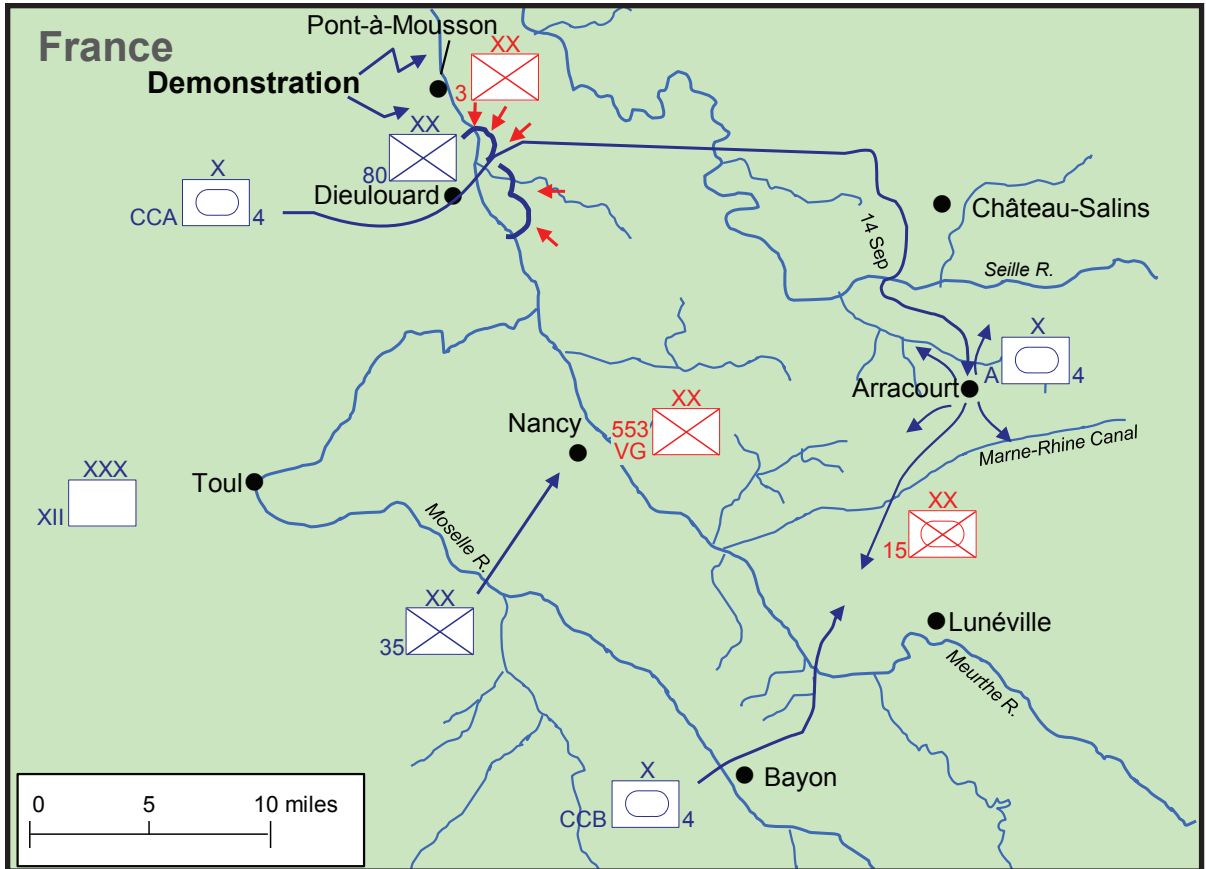 France
Pont-à-Mousson
Demonstration
XX
3
XX
80
Dieulouard
X
CCA
4
14 Sep
Château-Salins
Seille R.
X
A
4
Arracourt
Marne-Rhine Canal
Nancy
XX
553
VG
Toul
XXX
XII
Moselle R.
XX
35
XX
15
Lunéville
Meurthe R.
X
CCB
4
Bayon
0
5
10 miles